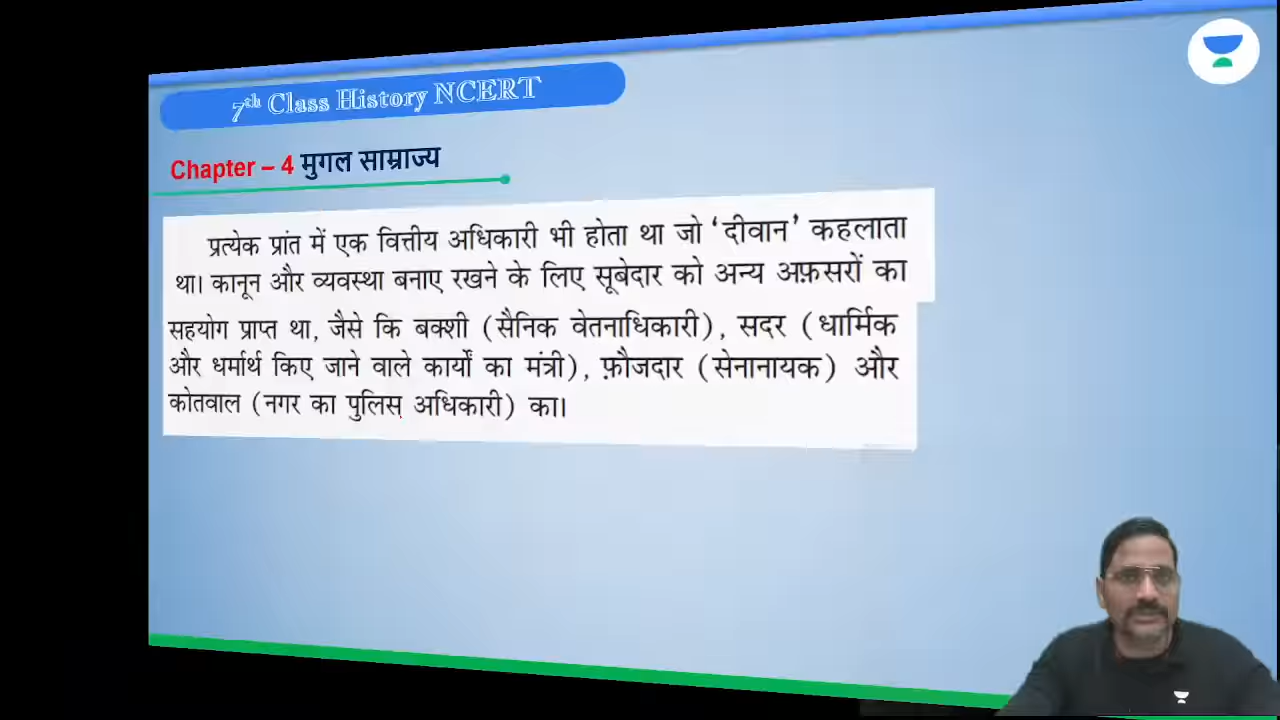 7th Class History NCERT
Chapter – 4 मुगल साम्राज्य
प्रत्येक प्रांत में एक वित्तीय अधिकारी भी होता था जो ‘दीवान’ कहलाता
था। कानून और व्यवस्था बनाए रखने के लिए सूबेदार को अन्य अफ़सरों का
सहयोग प्राप्त था, जैसे कि बक्शी (सैनिक वेतनाधिकारी), सदर (धार्मिक
और धर्मार्थ किए जाने वाले कार्यों का मंत्री), फ़ौजदार (सेनानायक) और
कोतवाल (नगर का पुलिस अधिकारी) का।